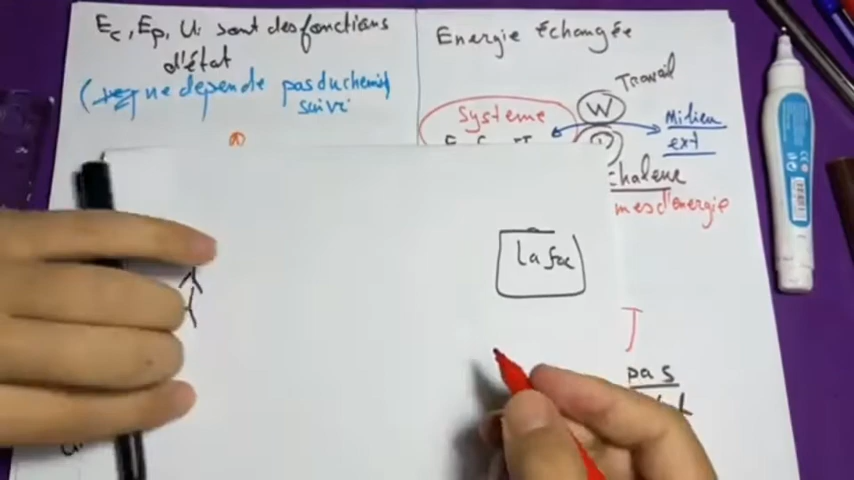 Ec, Ep, U: sont des fonctions
d'état
ne depende pas du chemin
suivi
Energie échangée
Travail
W
Système
Milieu
ext
chaleur
mes d'energie
la fac
pas